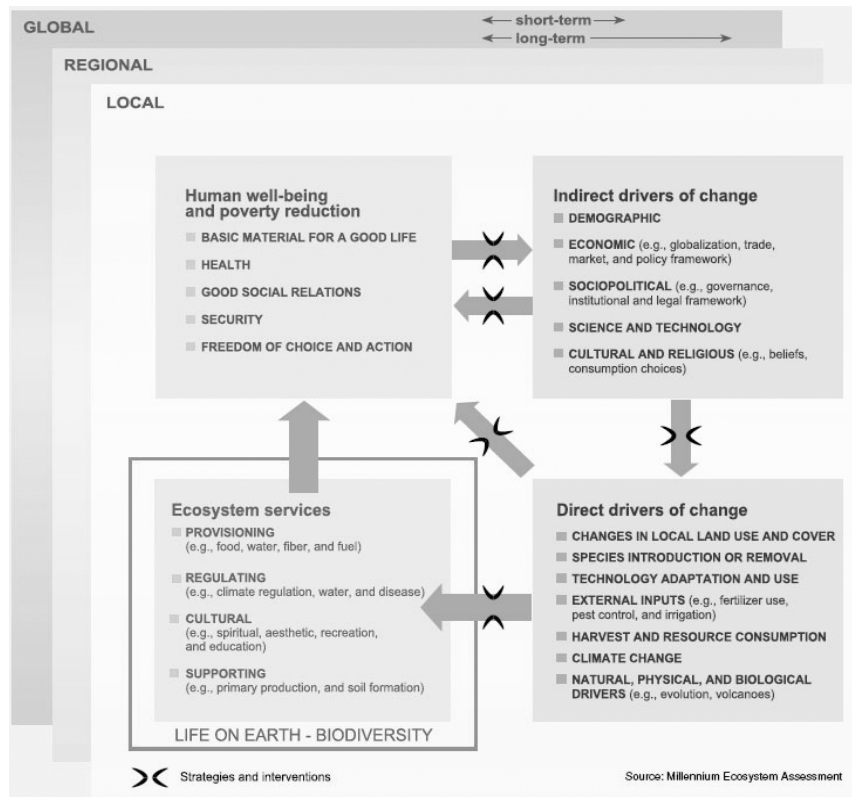 GLOBAL
short-term
long-term
REGIONAL
LOCAL
Human well-being
and poverty reduction
BASIC MATERIAL FOR A GOOD LIFE
HEALTH
GOOD SOCIAL RELATIONS
SECURITY
FREEDOM OF CHOICE AND ACTION
Indirect drivers of change
DEMOGRAPHIC
ECONOMIC (e.g., globalization, trade,
market, and policy framework)
SOCIOPOLITICAL (e.g., governance,
institutional and legal framework)
SCIENCE AND TECHNOLOGY
CULTURAL AND RELIGIOUS (e.g., beliefs,
consumption choices)
Ecosystem services
PROVISIONING
(e.g., food, water, fiber, and fuel)
REGULATING
(e.g., climate regulation, water, and disease)
CULTURAL
(e.g., spiritual, aesthetic, recreation,
and education)
SUPPORTING
(e.g., primary production, and soil formation)
LIFE ON EARTH - BIODIVERSITY
Direct drivers of change
CHANGES IN LOCAL LAND USE AND COVER
SPECIES INTRODUCTION OR REMOVAL
TECHNOLOGY ADAPTATION AND USE
EXTERNAL INPUTS (e.g., fertilizer use,
pest control, and irrigation)
HARVEST AND RESOURCE CONSUMPTION
CLIMATE CHANGE
NATURAL, PHYSICAL, AND BIOLOGICAL
DRIVERS (e.g., evolution, volcanoes)
Strategies and interventions
Source: Millennium Ecosystem Assessment